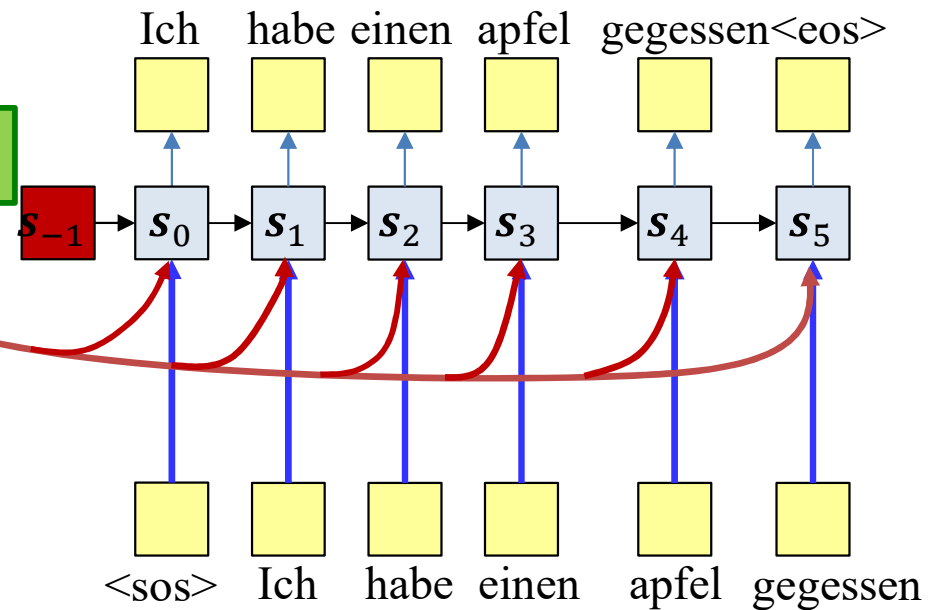 Ich habe einen apfel gegessen<eos>
s₋₁ s₀ s₁ s₂ s₃ s₄ s₅
<sos> Ich habe einen apfel gegessen